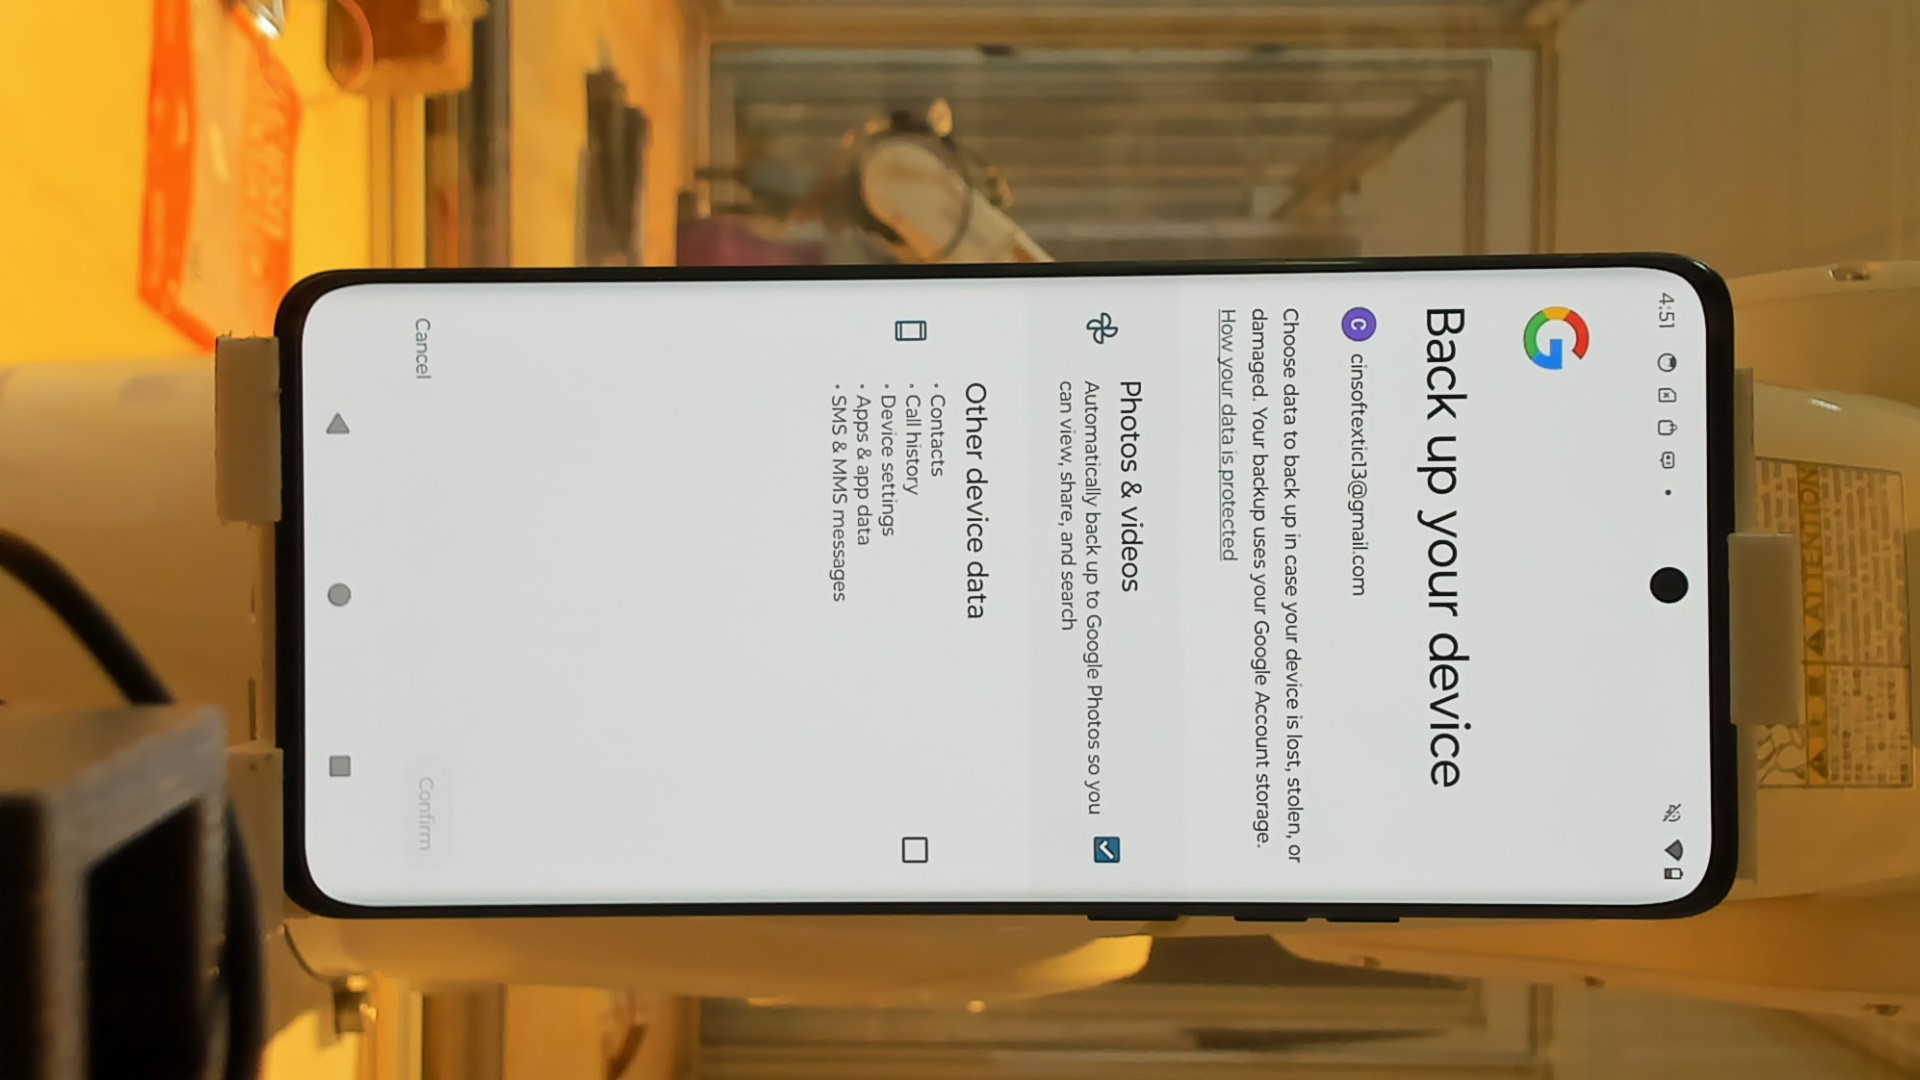 4:51
Back up your device
C cinsoftextic13@gmail.com
Choose data to back up in case your device is lost, stolen, or
damaged. Your backup uses your Google Account storage.
How your data is protected
Photos & videos
Automatically back up to Google Photos so you
can view, share, and search
Other device data
· Contacts
· Call history
· Device settings
· Apps & app data
· SMS & MMS messages
Cancel
Confirm
ATTENTION